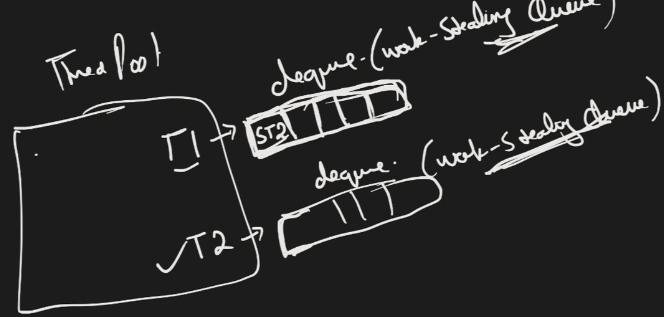 Thread Pool
deque. (work-Stealing Queue)
T1
ST2
deque. (work-Stealing Queue)
T2